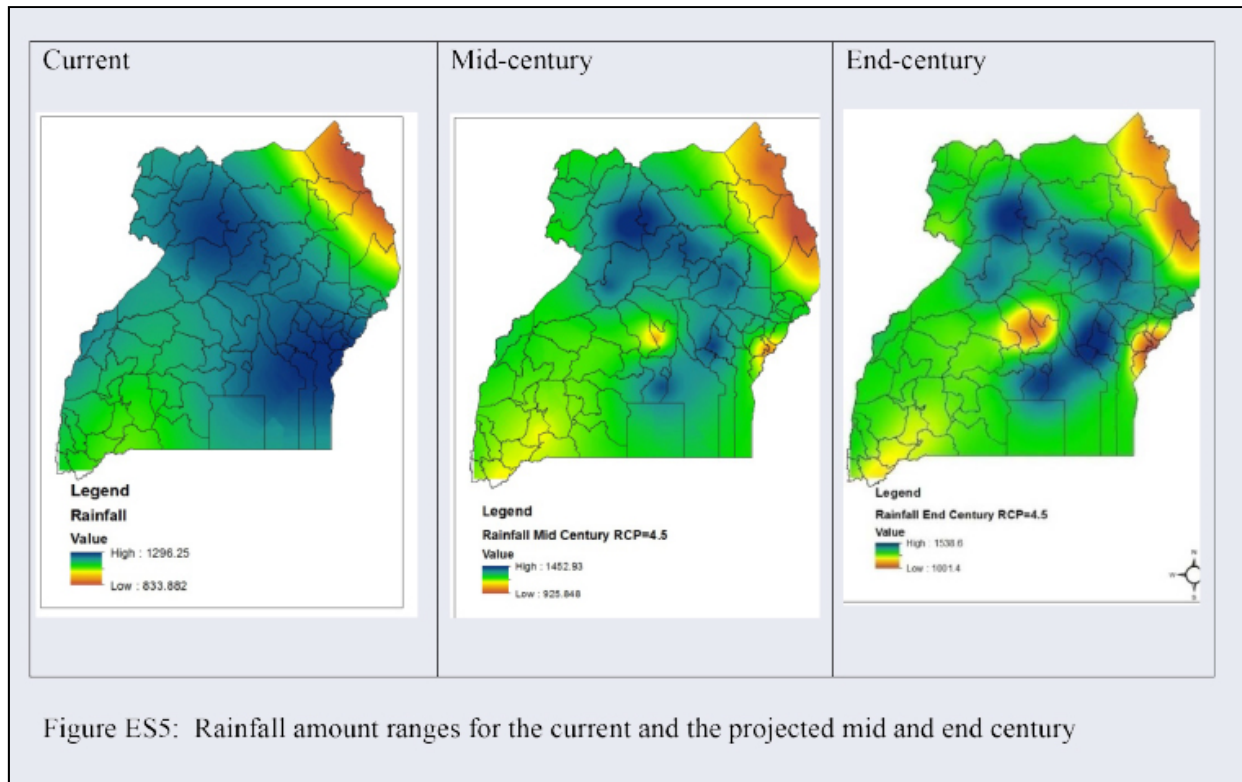 Current
Mid-century
End-century
Legend
Rainfall
Value
High : 1296.25
Low : 833.882
Legend
Rainfall Mid Century RCP=4.5
Value
High : 1452.93
Low : 925.848
Legend
Rainfall End Century RCP=4.5
Value
High : 1538.6
Low : 1001.4
W
S
Figure ES5: Rainfall amount ranges for the current and the projected mid and end century